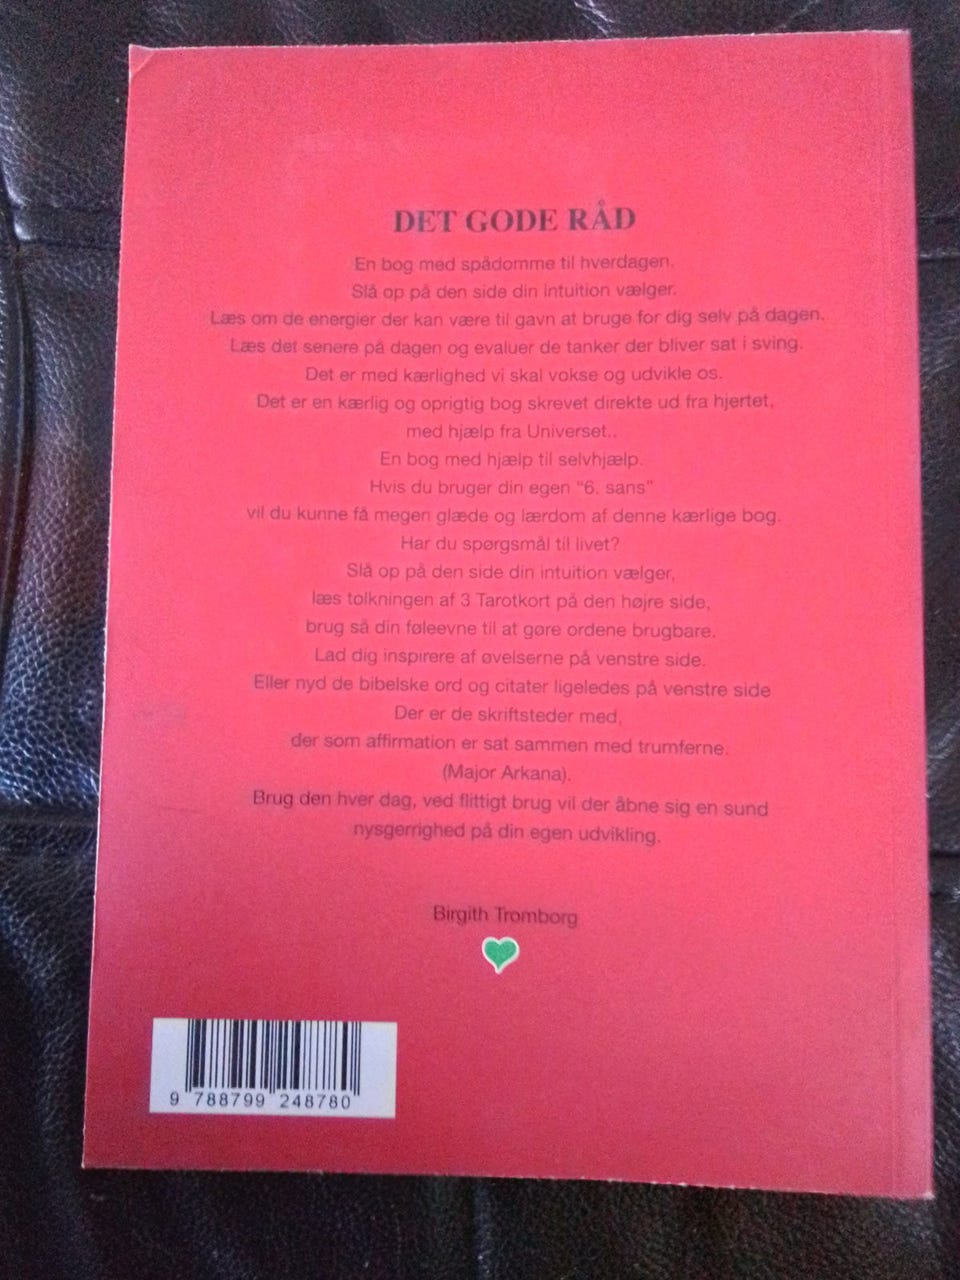 DET GODE RÅD
En bog med spådomme til hverdagen.
Slå op på den side din intuition vælger.
Læs om de energier der kan være til gavn at bruge for dig selv på dagen.
Læs det senere på dagen og evaluer de tanker der bliver sat i sving.
Det er med kærlighed vi skal vokse og udvikle os.
Det er en kærlig og oprigtig bog skrevet direkte ud fra hjertet,
med hjælp fra Universet..
En bog med hjælp til selvhjælp.
Hvis du bruger din egen "6. sans"
vil du kunne få megen glæde og lærdom af denne kærlige bog.
Har du spørgsmål til livet?
Slå op på den side din intuition vælger,
læs tolkningen af 3 Tarotkort på den højre side,
brug så din føleevne til at gøre ordene brugbare.
Lad dig inspirere af øvelserne på venstre side.
Eller nyd de bibelske ord og citater ligeledes på venstre side
Der er de skriftsteder med,
der som affirmation er sat sammen med trumferne.
(Major Arkana).
Brug den hver dag, ved flittigt brug vil der åbne sig en sund
nysgerrighed på din egen udvikling.
Birgith Tromborg
9 788799 248780